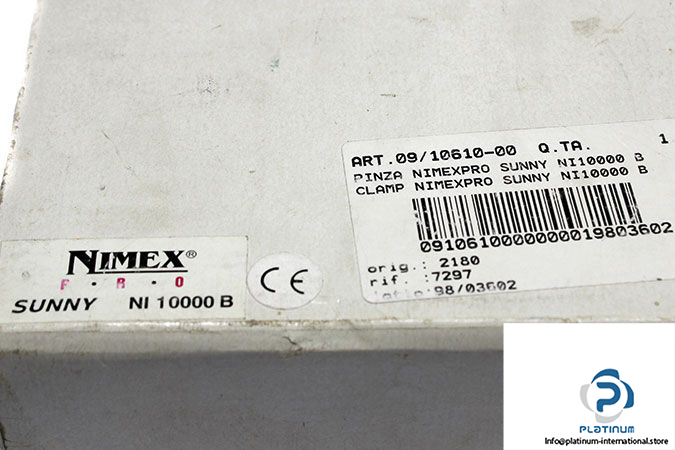 ART.09/10610-00 Q.TA. 1
PINZA NIMEXPRO SUNNY NI10000 B
CLAMP NIMEXPRO SUNNY NI10000 B
0910610000000019803602
orig.: 2180
rif. :7297
98/03602
NIMEX®
F·R·O
SUNNY NI 10000 B
CE
PLATINUM
Info@platinum-international.store